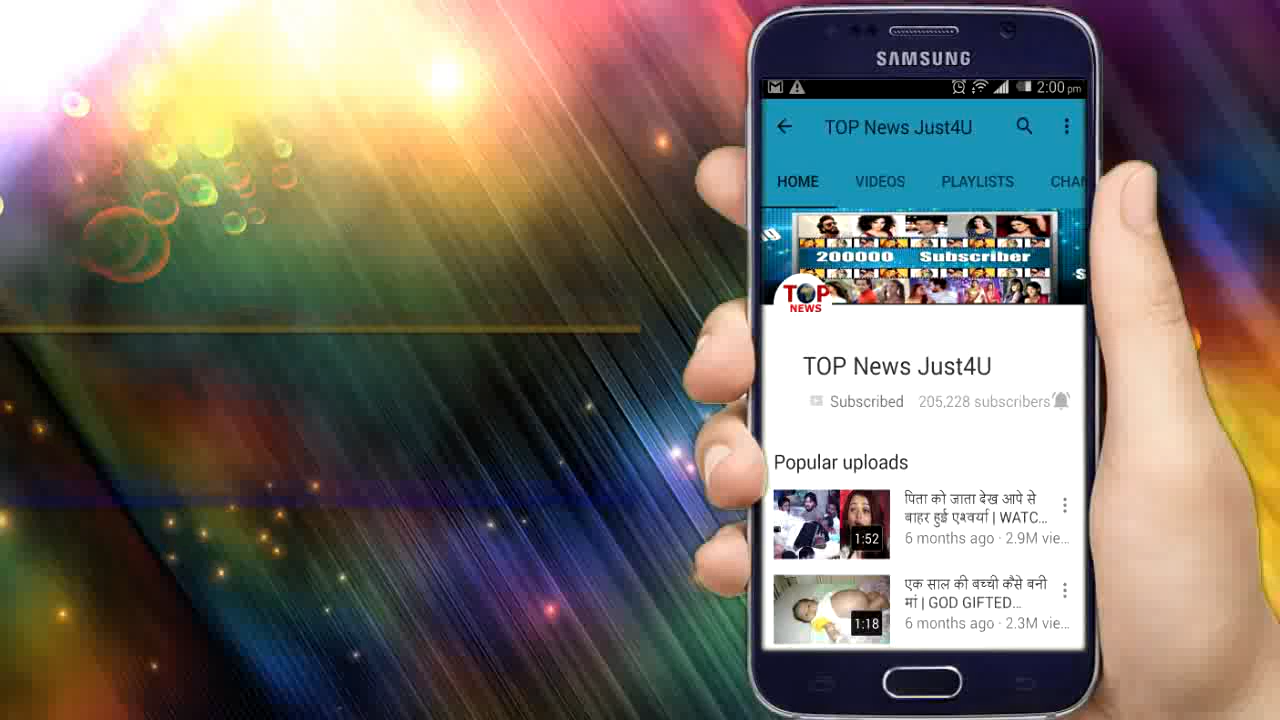 SAMSUNG
2:00 pm
TOP News Just4U
HOME VIDEOS PLAYLISTS CHAN
200000 Subscriber
TOP
NEWS
TOP News Just4U
Subscribed 205,228 subscribers
Popular uploads
पिता को जाता देख आपे से
बाहर हुई एश्वर्या | WATC...
6 months ago · 2.9M vie...
1:52
एक साल की बच्ची कैसे बनी
मां | GOD GIFTED...
6 months ago · 2.3M vie...
1:18